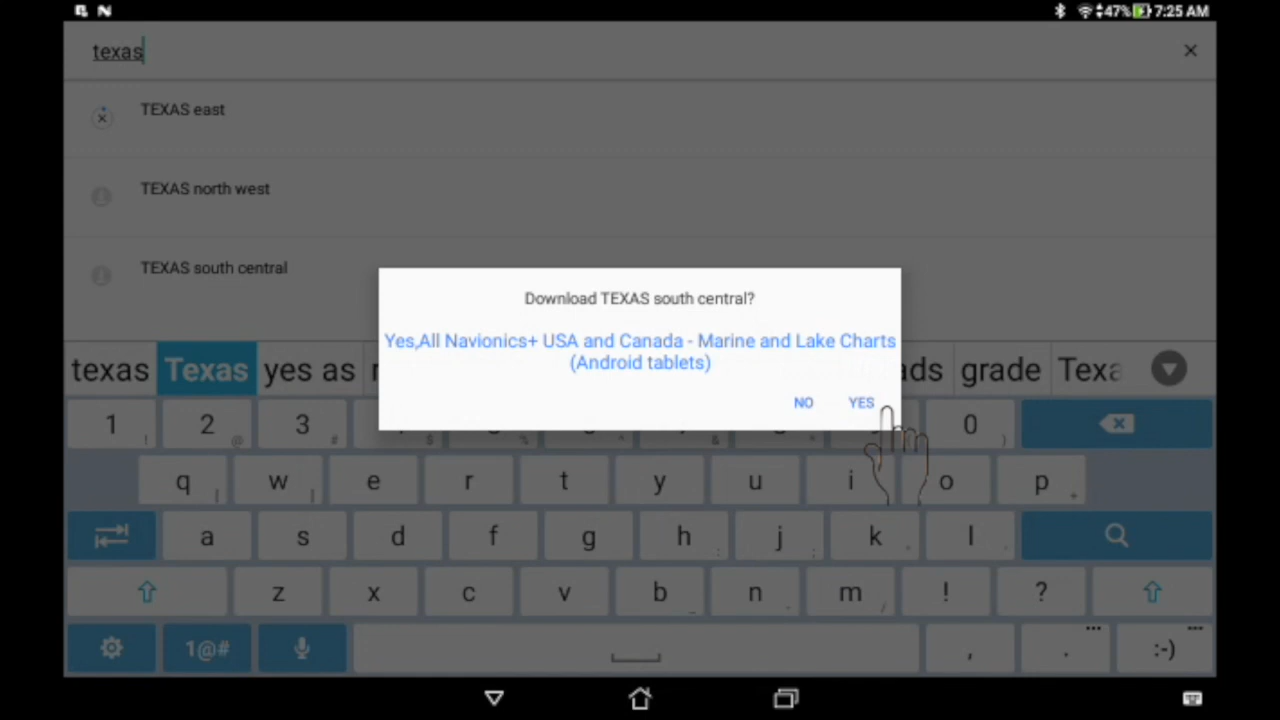 47% 7:25 AM
texas
TEXAS east
TEXAS north west
TEXAS south central
Download TEXAS south central?
Yes,All Navionics+ USA and Canada - Marine and Lake Charts
(Android tablets)
NO YES
texas Texas yes as ads grade Texa
1 ! 2 @ 3 # $ % ^ & 0 )
q w e r t y u i o p
a s d f g h j k l
z x c v b n m ! ?
1@# , . :-)